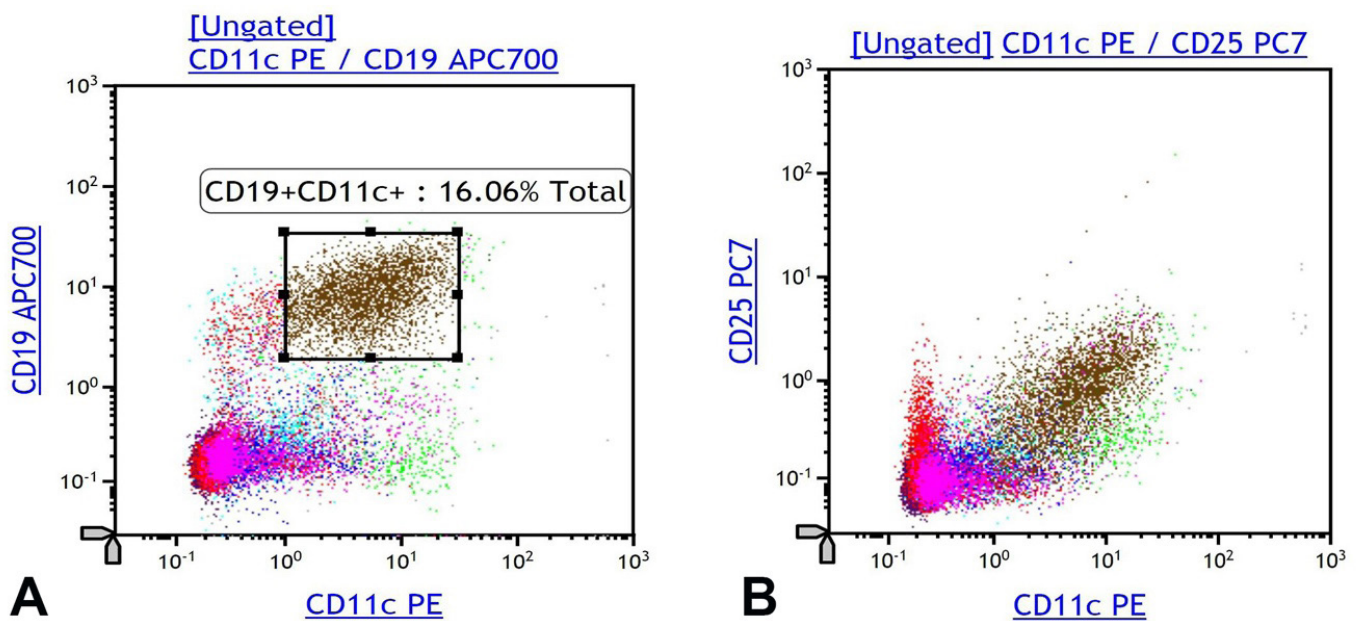 [Ungated]
CD11c PE / CD19 APC700
10³
10²
10¹
10⁰
10⁻¹
CD19 APC700
CD19+CD11c+ : 16.06% Total
10⁻¹ 10⁰ 10¹ 10² 10³
CD11c PE
A
[Ungated] CD11c PE / CD25 PC7
10³
10²
10¹
10⁰
10⁻¹
CD25 PC7
10⁻¹ 10⁰ 10¹ 10² 10³
CD11c PE
B